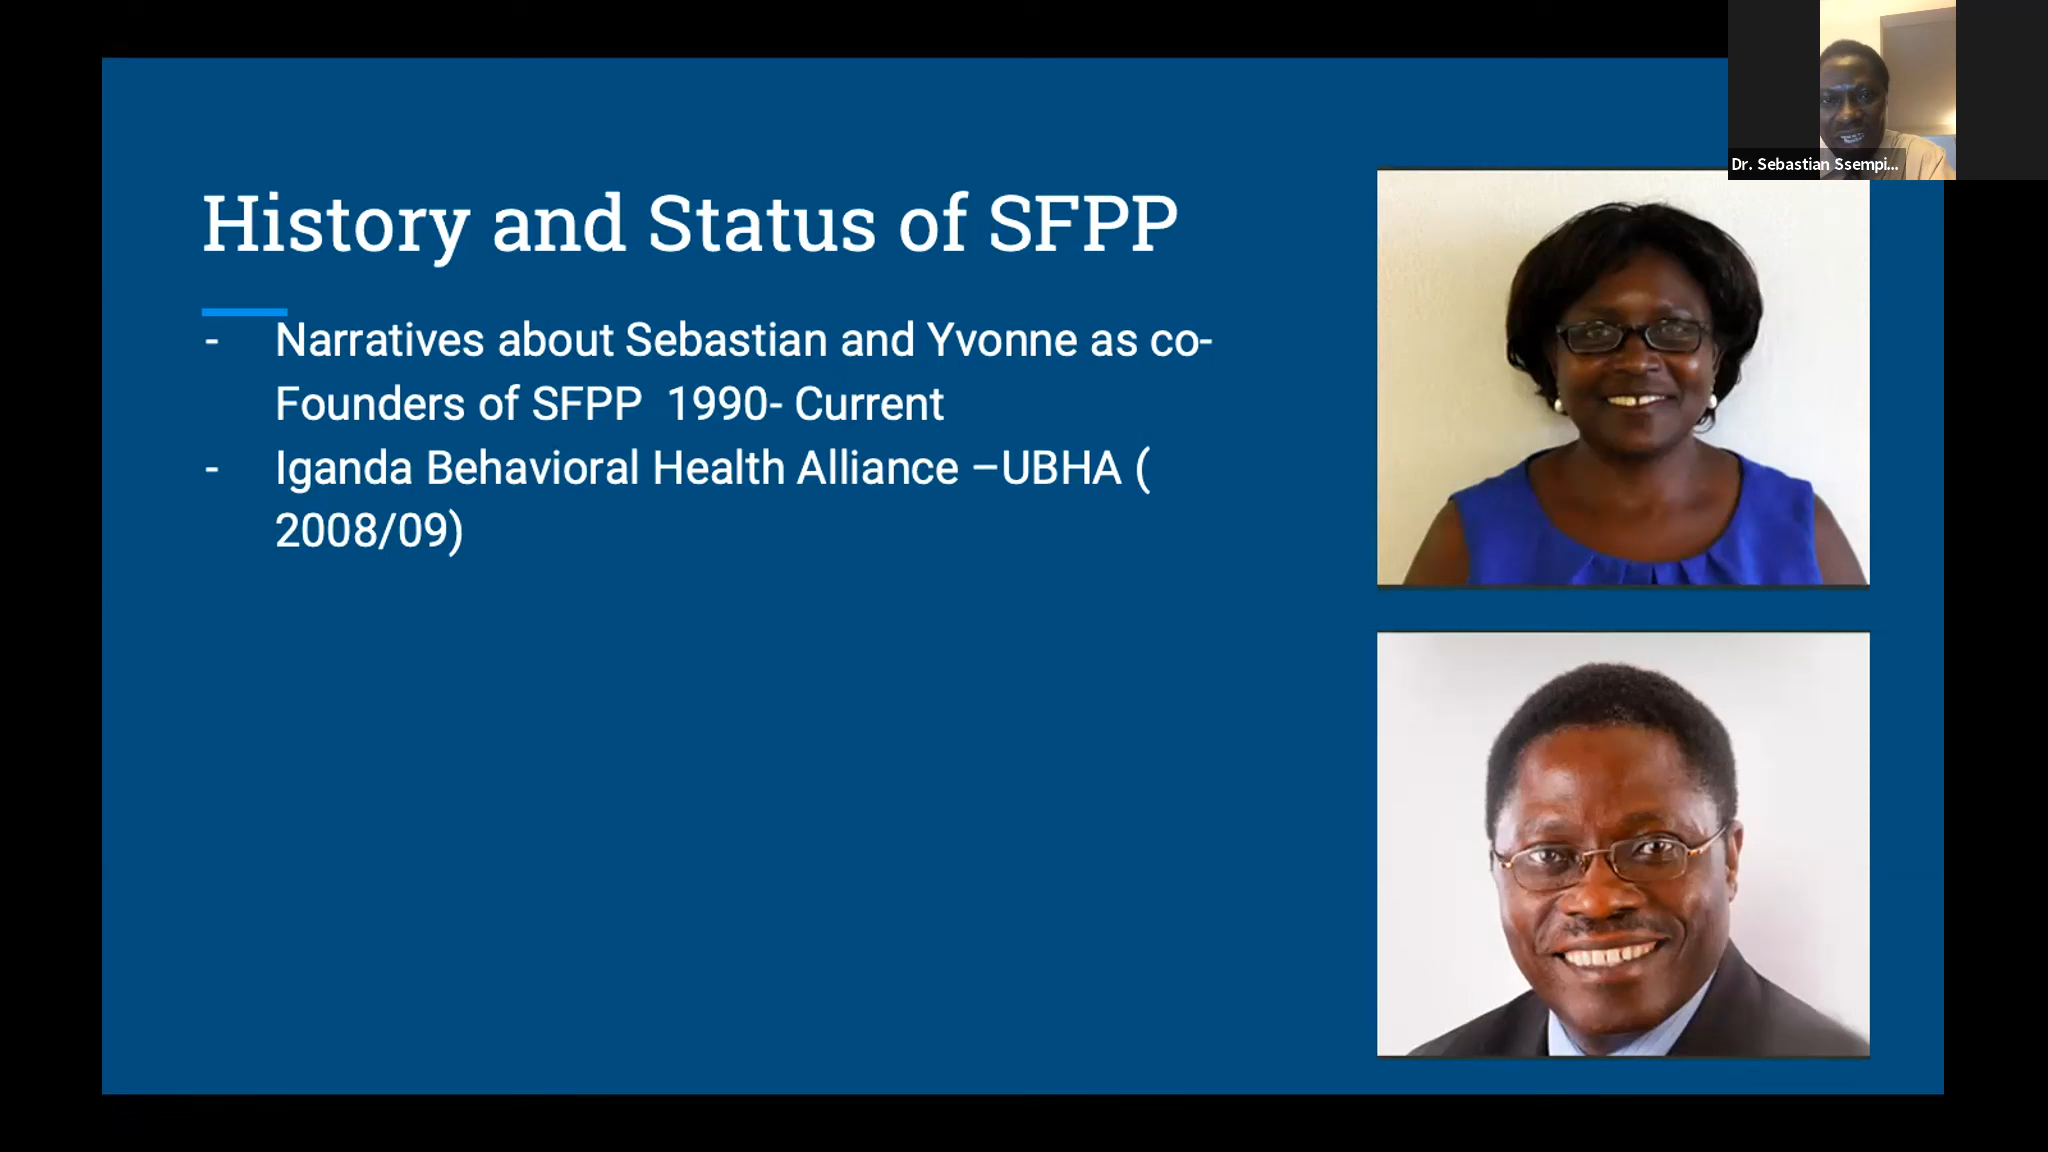 Dr. Sebastian Ssempi...
History and Status of SFPP
- Narratives about Sebastian and Yvonne as co-
Founders of SFPP 1990- Current
- Iganda Behavioral Health Alliance –UBHA (
2008/09)